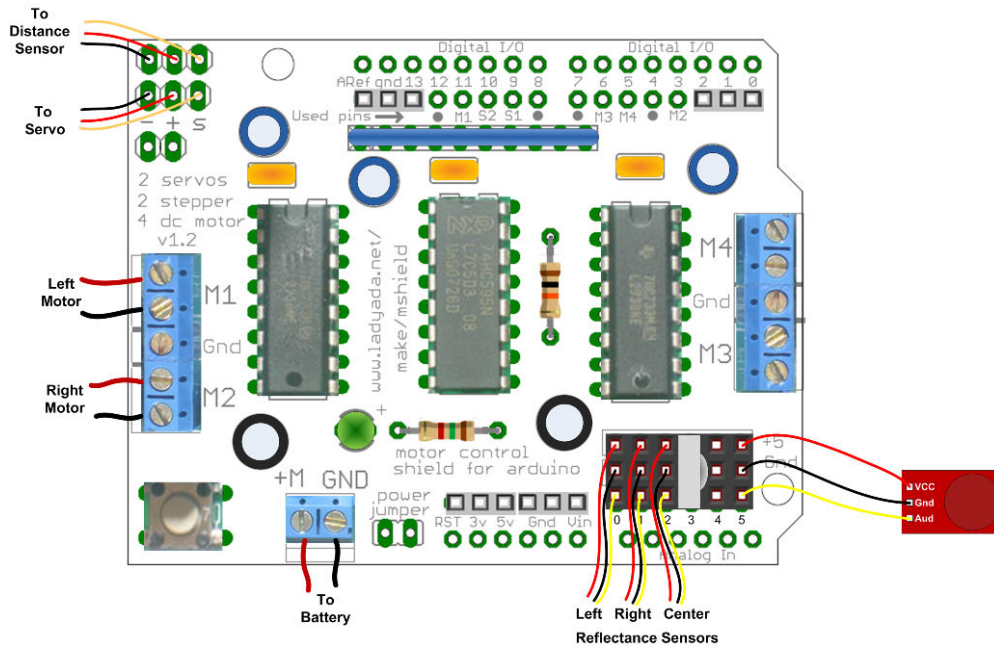 To
Distance
Sensor
To
Servo
- + S
2 servos
2 stepper
4 dc motor
v1.2
Digital I/O
Digital I/O
ARef gnd 13 12 11 10 9 8 7 6 5 4 3 2 1 0
Used pins → M1 S2 S1 M3 M4 M2
www.ladyada.net/
make/mshield
NXP
Left
Motor
M1
Gnd
Right
Motor
M2
M4
Gnd
M3
+
motor control
shield for arduino
+M GND
power
jumper
To
Battery
RST 3v 5v Gnd Vin
+5
Gnd
0 1 2 3 4 5
Analog In
Left Right Center
Reflectance Sensors
VCC
Gnd
Aud